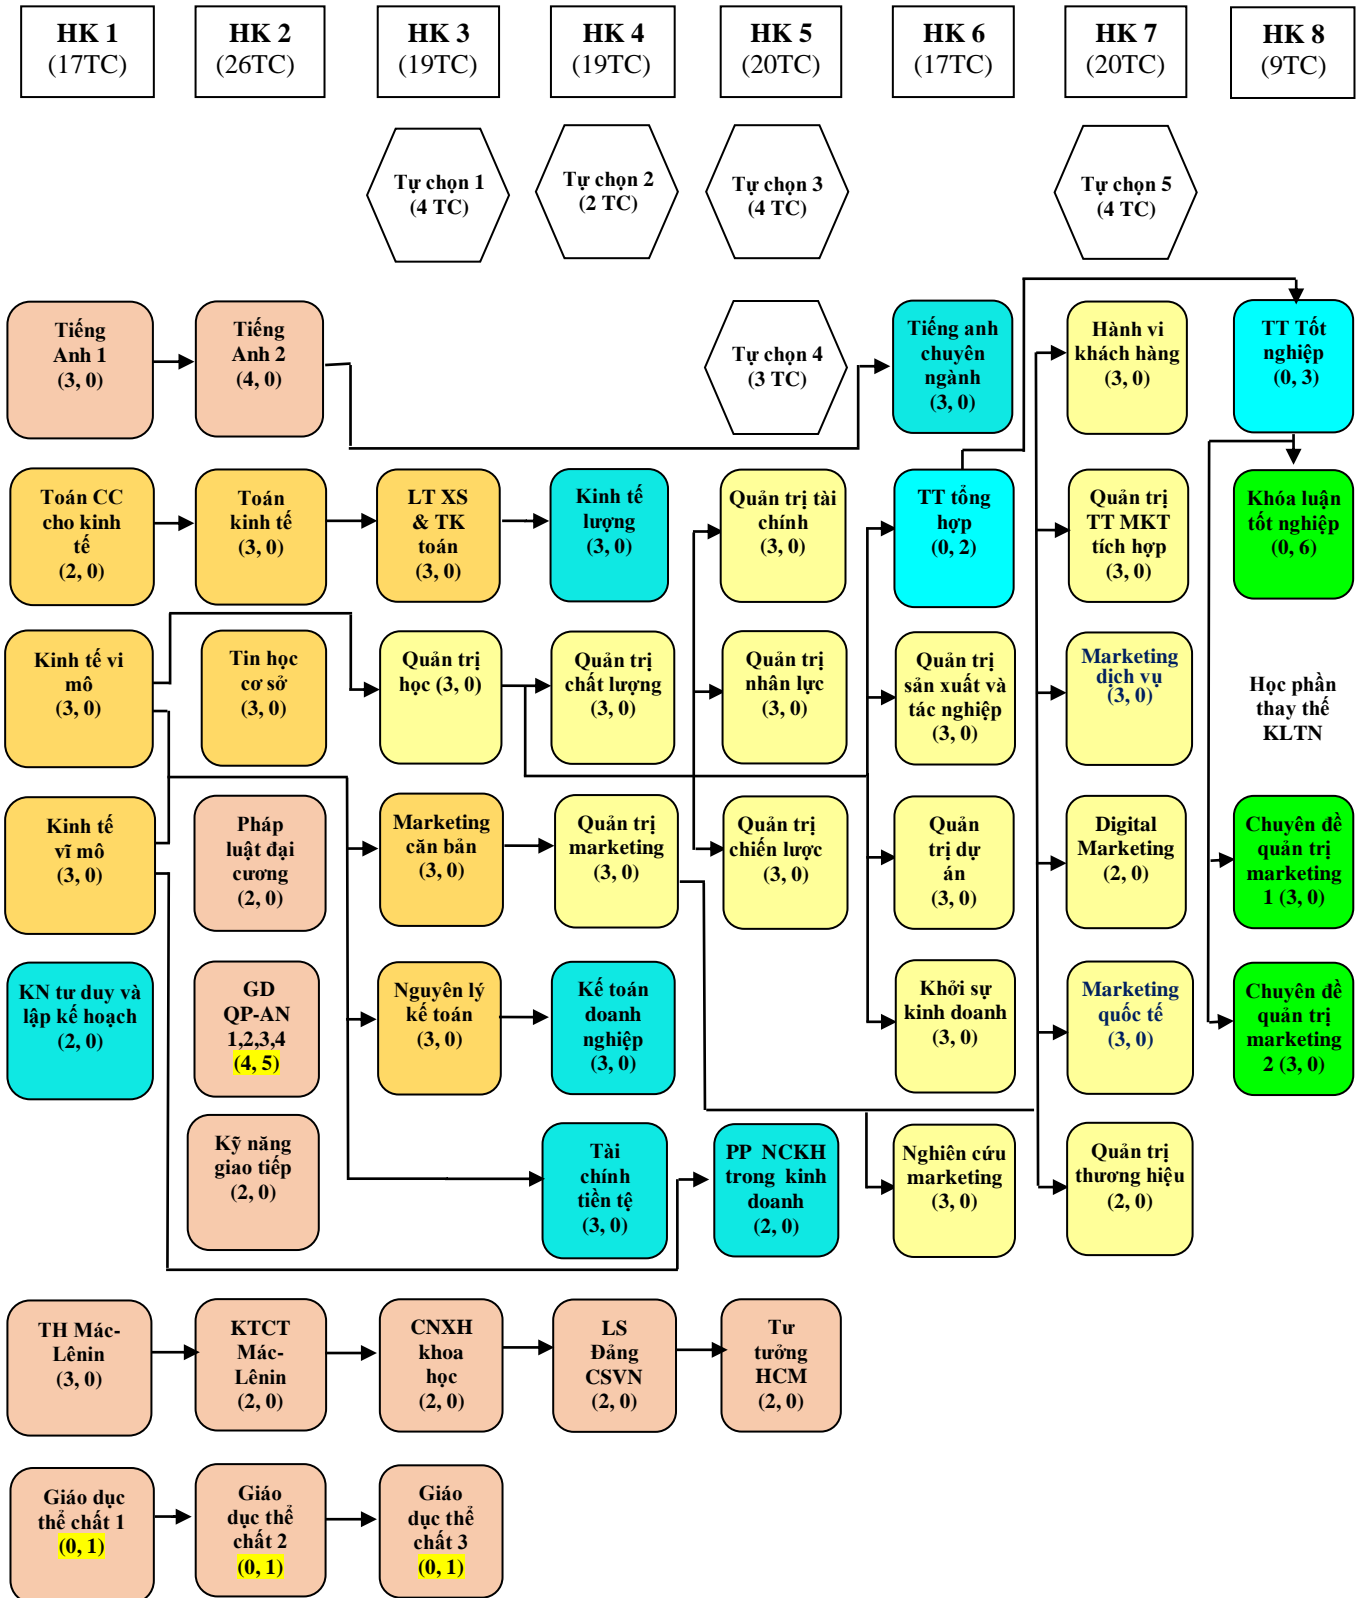 HK 1
(17TC)
HK 2
(26TC)
HK 3
(19TC)
HK 4
(19TC)
HK 5
(20TC)
HK 6
(17TC)
HK 7
(20TC)
HK 8
(9TC)
Tự chọn 1
(4 TC)
Tự chọn 2
(2 TC)
Tự chọn 3
(4 TC)
Tự chọn 5
(4 TC)
Tiếng
Anh 1
(3, 0)
Tiếng
Anh 2
(4, 0)
Tự chọn 4
(3 TC)
Tiếng anh
chuyên
ngành
(3, 0)
Hành vi
khách hàng
(3, 0)
TT Tốt
nghiệp
(0, 3)
Toán CC
cho kinh
tế
(2, 0)
Toán
kinh tế
(3, 0)
LT XS
& TK
toán
(3, 0)
Kinh tế
lượng
(3, 0)
Quản trị tài
chính
(3, 0)
TT tổng
hợp
(0, 2)
Quản trị
TT MKT
tích hợp
(3, 0)
Khóa luận
tốt nghiệp
(0, 6)
Kinh tế vi
mô
(3, 0)
Tin học
cơ sở
(3, 0)
Quản trị
học (3, 0)
Quản trị
chất lượng
(3, 0)
Quản trị
nhân lực
(3, 0)
Quản trị
sản xuất và
tác nghiệp
(3, 0)
Marketing
dịch vụ
(3, 0)
Học phần
thay thế
KLTN
Kinh tế
vĩ mô
(3, 0)
Pháp
luật đại
cương
(2, 0)
Marketing
căn bản
(3, 0)
Quản trị
marketing
(3, 0)
Quản trị
chiến lược
(3, 0)
Quản
trị dự
án
(3, 0)
Digital
Marketing
(2, 0)
Chuyên đề
quản trị
marketing
1 (3, 0)
KN tư duy và
lập kế hoạch
(2, 0)
GD
QP-AN
1,2,3,4
(4, 5)
Nguyên lý
kế toán
(3, 0)
Kế toán
doanh
nghiệp
(3, 0)
Khởi sự
kinh doanh
(3, 0)
Marketing
quốc tế
(3, 0)
Chuyên đề
quản trị
marketing
2 (3, 0)
Kỹ năng
giao tiếp
(2, 0)
Tài
chính
tiền tệ
(3, 0)
PP NCKH
trong kinh
doanh
(2, 0)
Nghiên cứu
marketing
(3, 0)
Quản trị
thương hiệu
(2, 0)
TH Mác-
Lênin
(3, 0)
KTCT
Mác-
Lênin
(2, 0)
CNXH
khoa
học
(2, 0)
LS
Đảng
CSVN
(2, 0)
Tư
tưởng
HCM
(2, 0)
Giáo dục
thể chất 1
(0, 1)
Giáo
dục thể
chất 2
(0, 1)
Giáo
dục thể
chất 3
(0, 1)